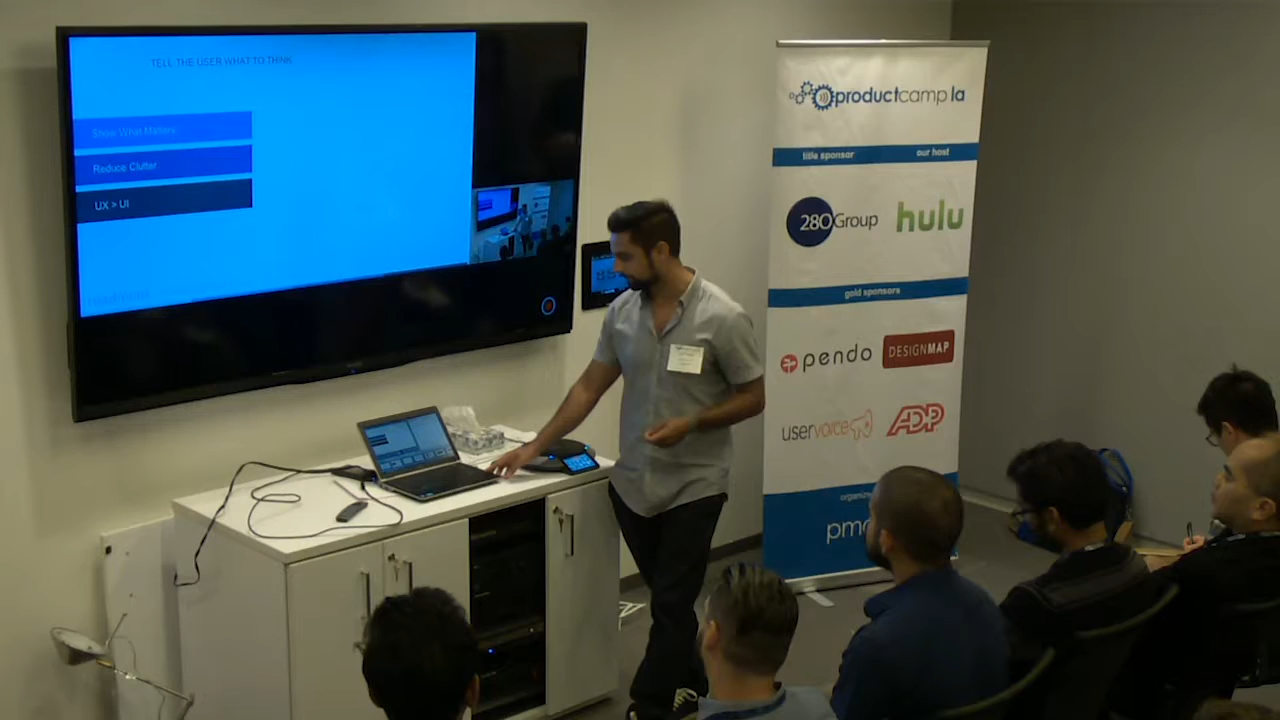 TELL THE USER WHAT TO THINK
Show What Matters
Reduce Clutter
UX > UI
productcamp la
title sponsor our host
280Group hulu
gold sponsors
pendo DESIGNMAP
uservoice ADP